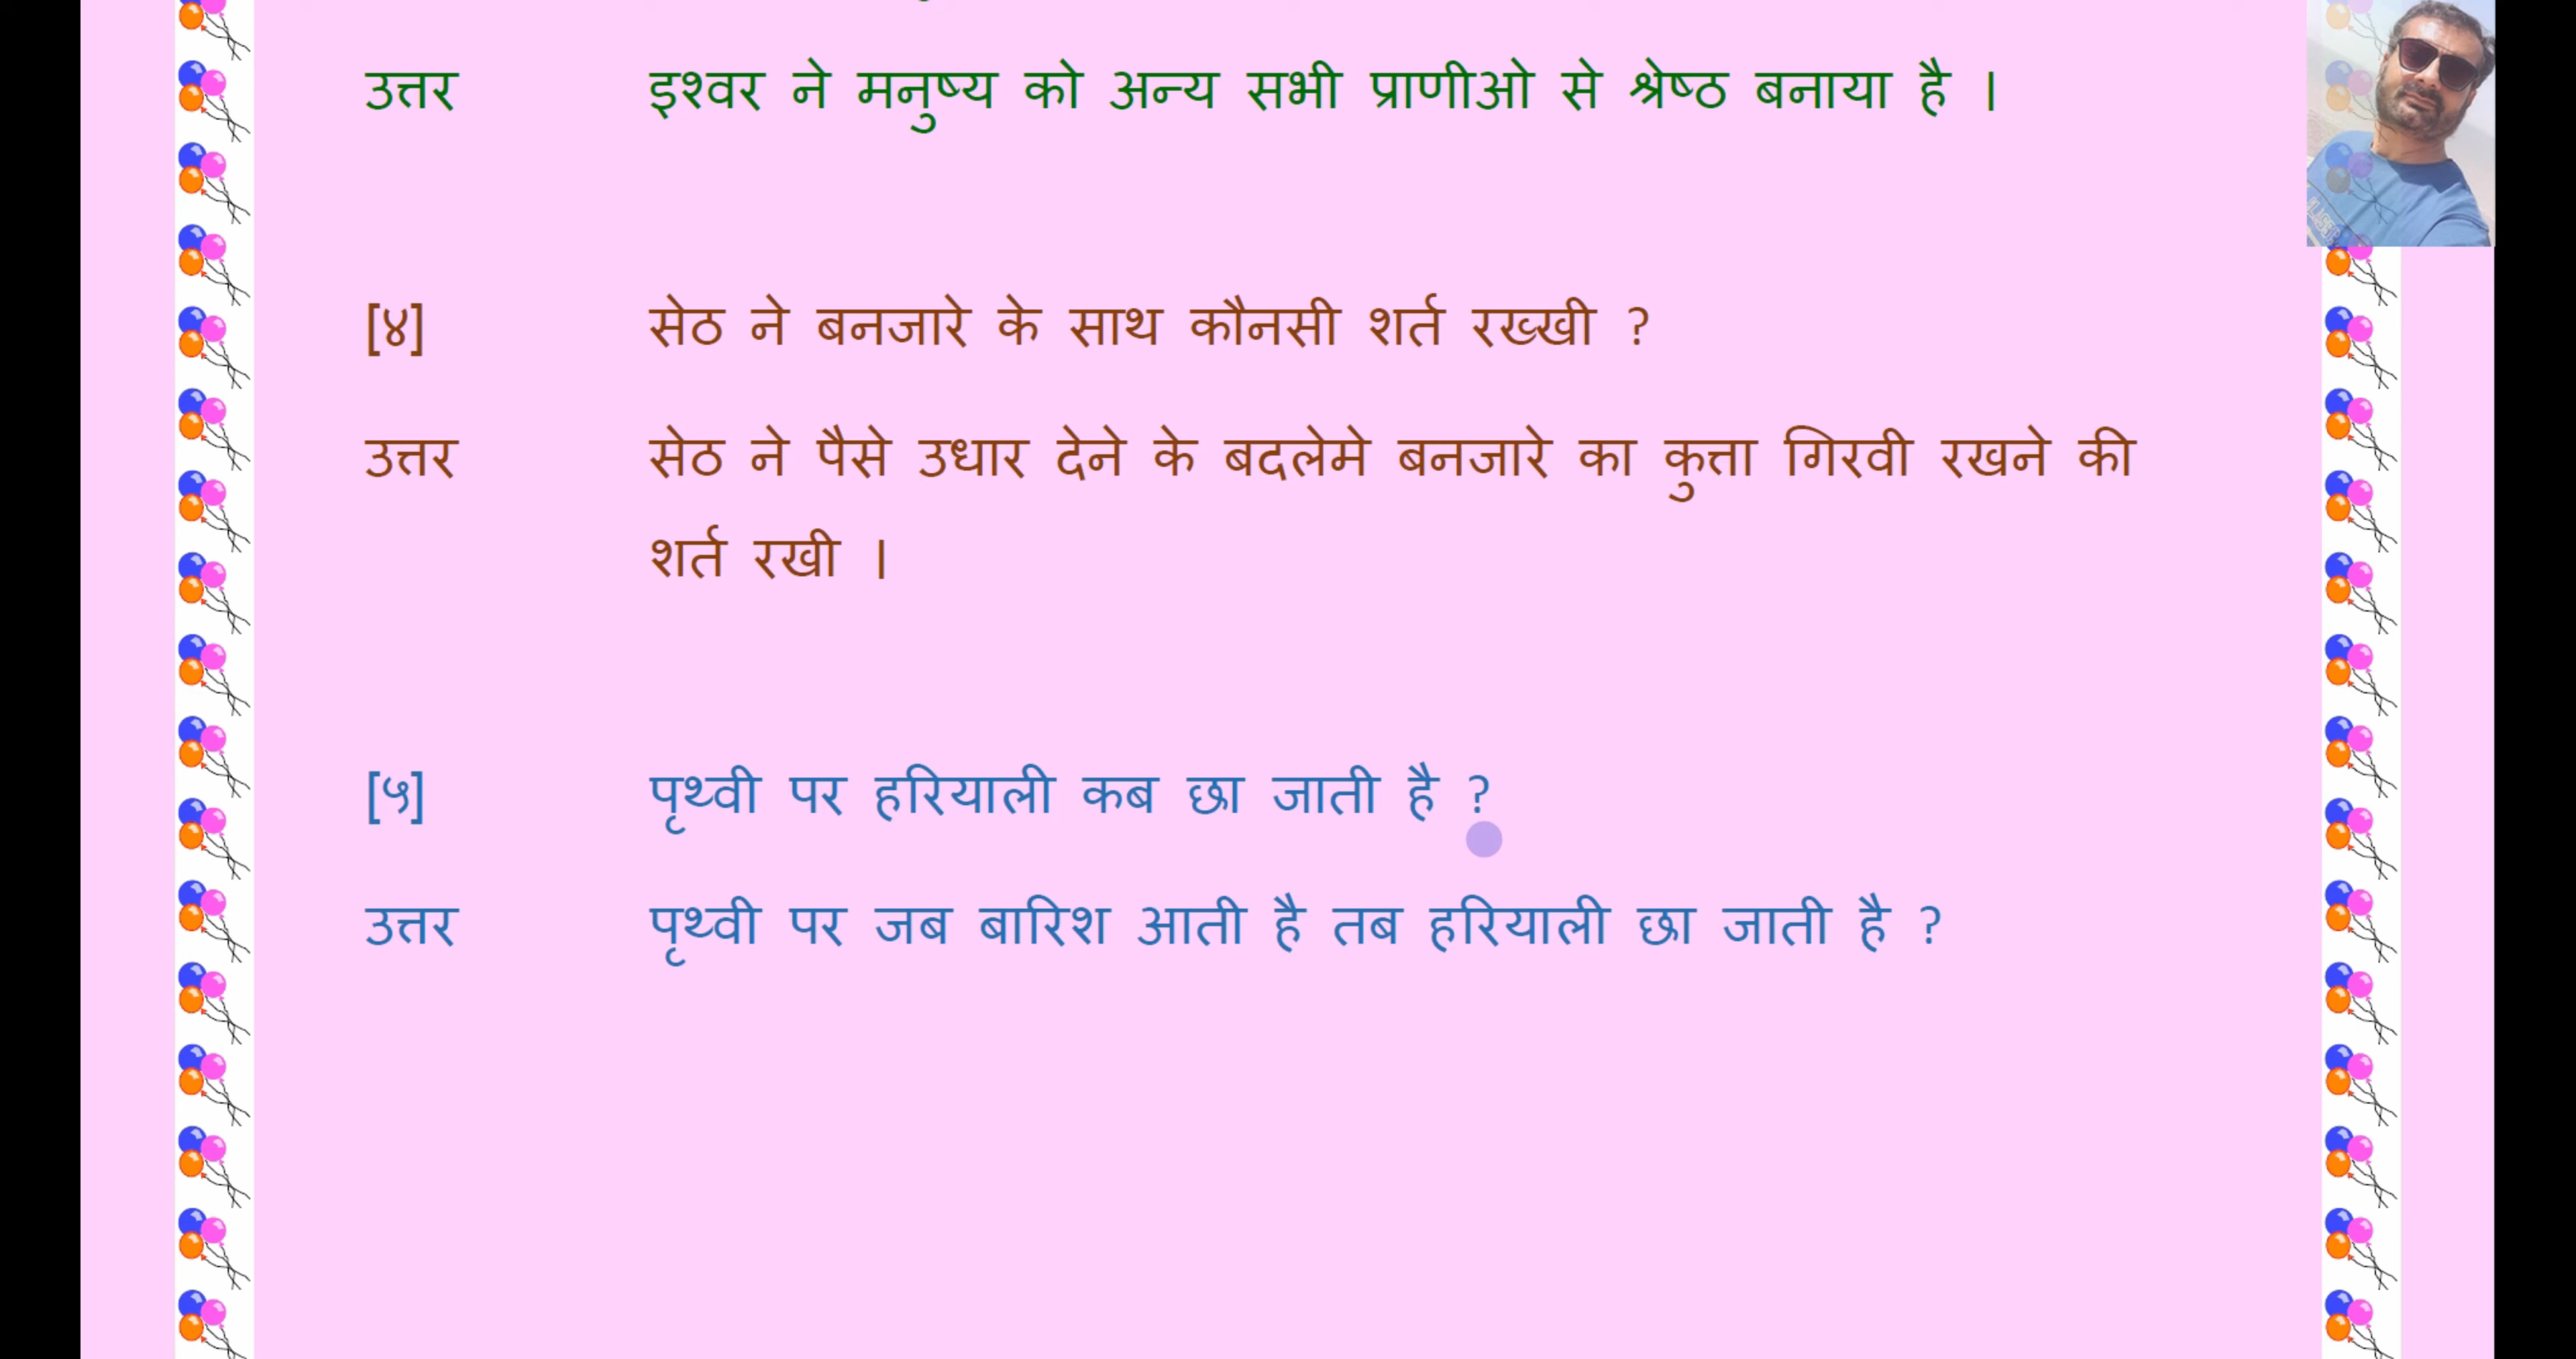 उत्तर इश्वर ने मनुष्य को अन्य सभी प्राणीओ से श्रेष्ठ बनाया है ।
[४] सेठ ने बनजारे के साथ कौनसी शर्त रख्खी ?
उत्तर सेठ ने पैसे उधार देने के बदलेमे बनजारे का कुत्ता गिरवी रखने की
शर्त रखी ।
[५] पृथ्वी पर हरियाली कब छा जाती है ?
उत्तर पृथ्वी पर जब बारिश आती है तब हरियाली छा जाती है ?